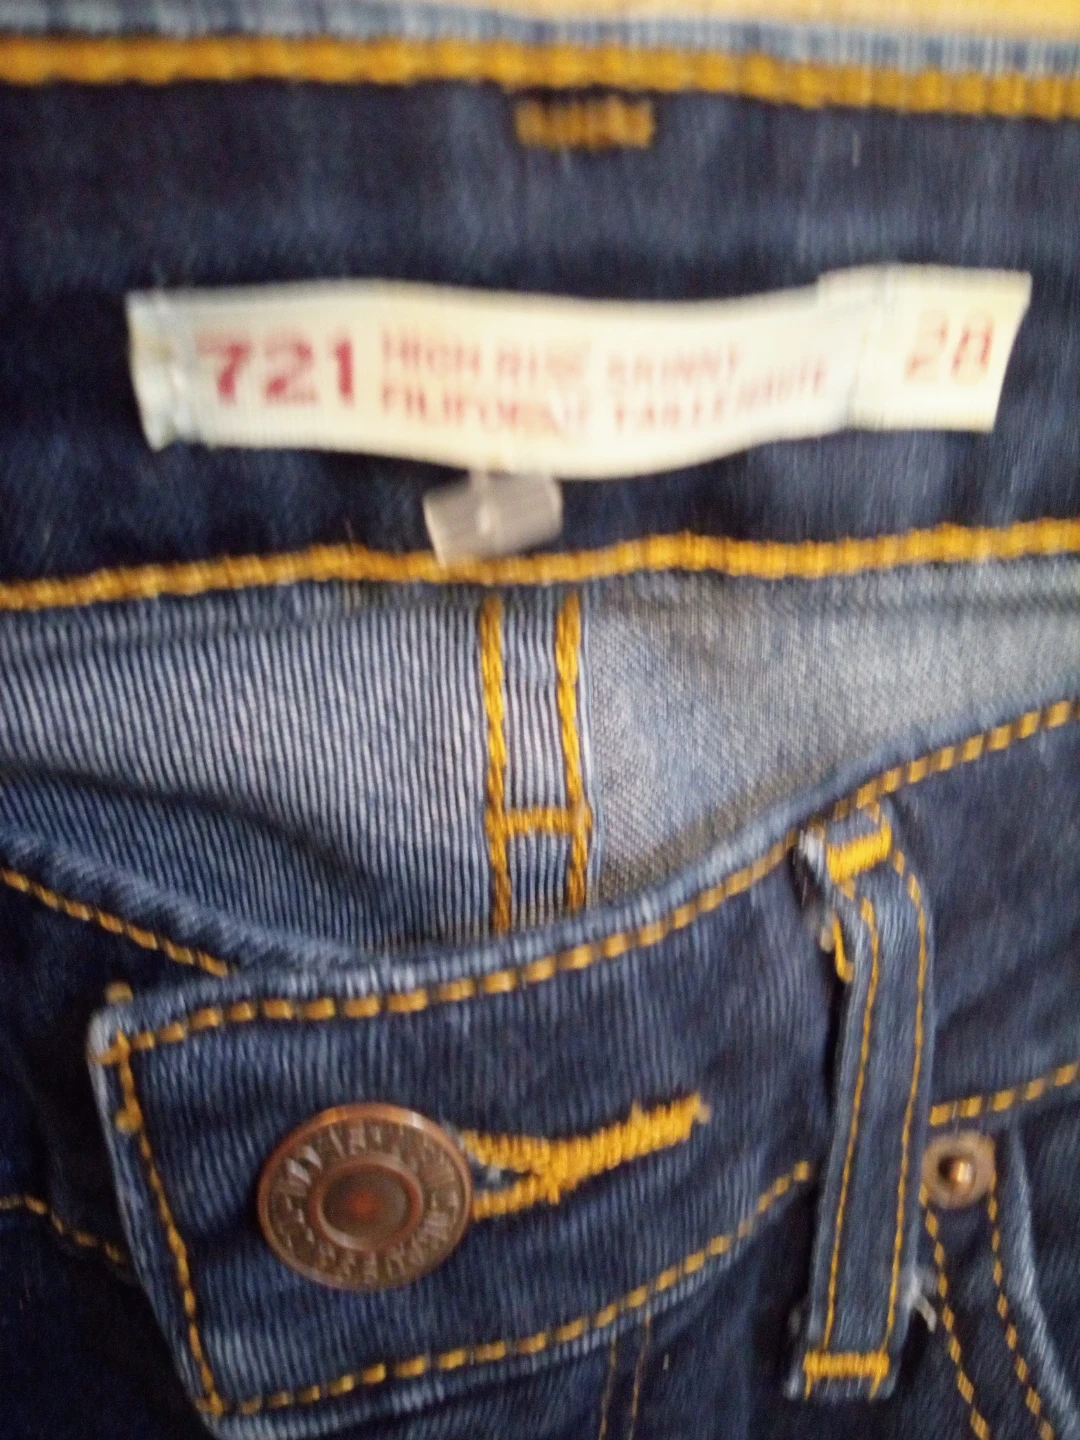 721
HIGH RISE SKINNY
FILIFORME TAILLE HAUTE
28